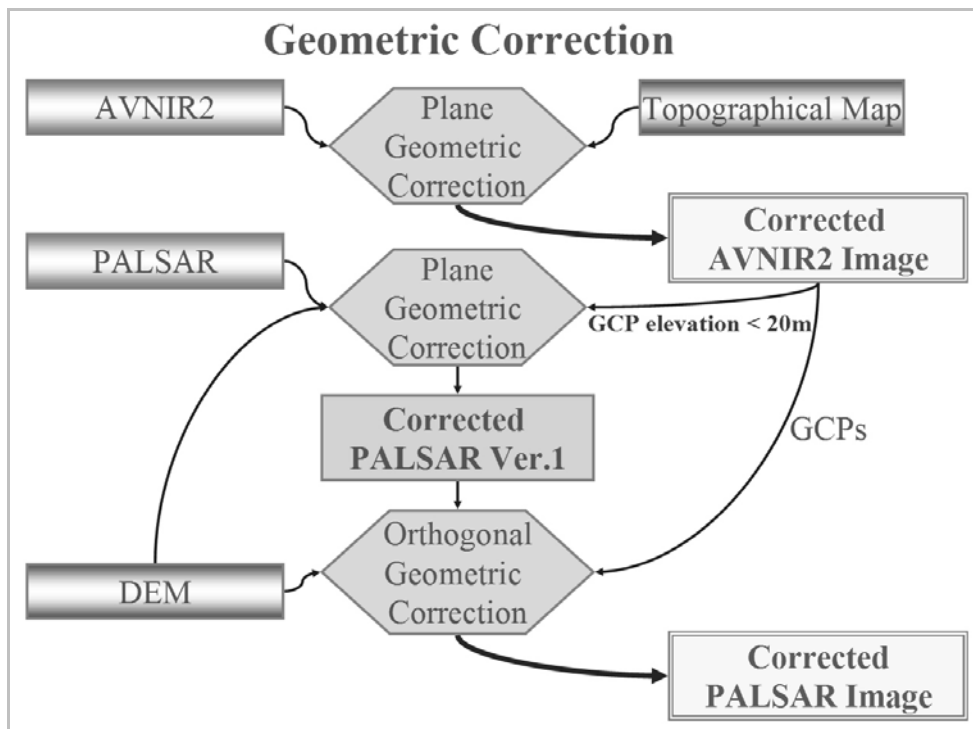 Geometric Correction
AVNIR2
Plane
Geometric
Correction
Topographical Map
Corrected
AVNIR2 Image
PALSAR
Plane
Geometric
Correction
GCP elevation < 20m
Corrected
PALSAR Ver.1
GCPs
Orthogonal
Geometric
Correction
DEM
Corrected
PALSAR Image